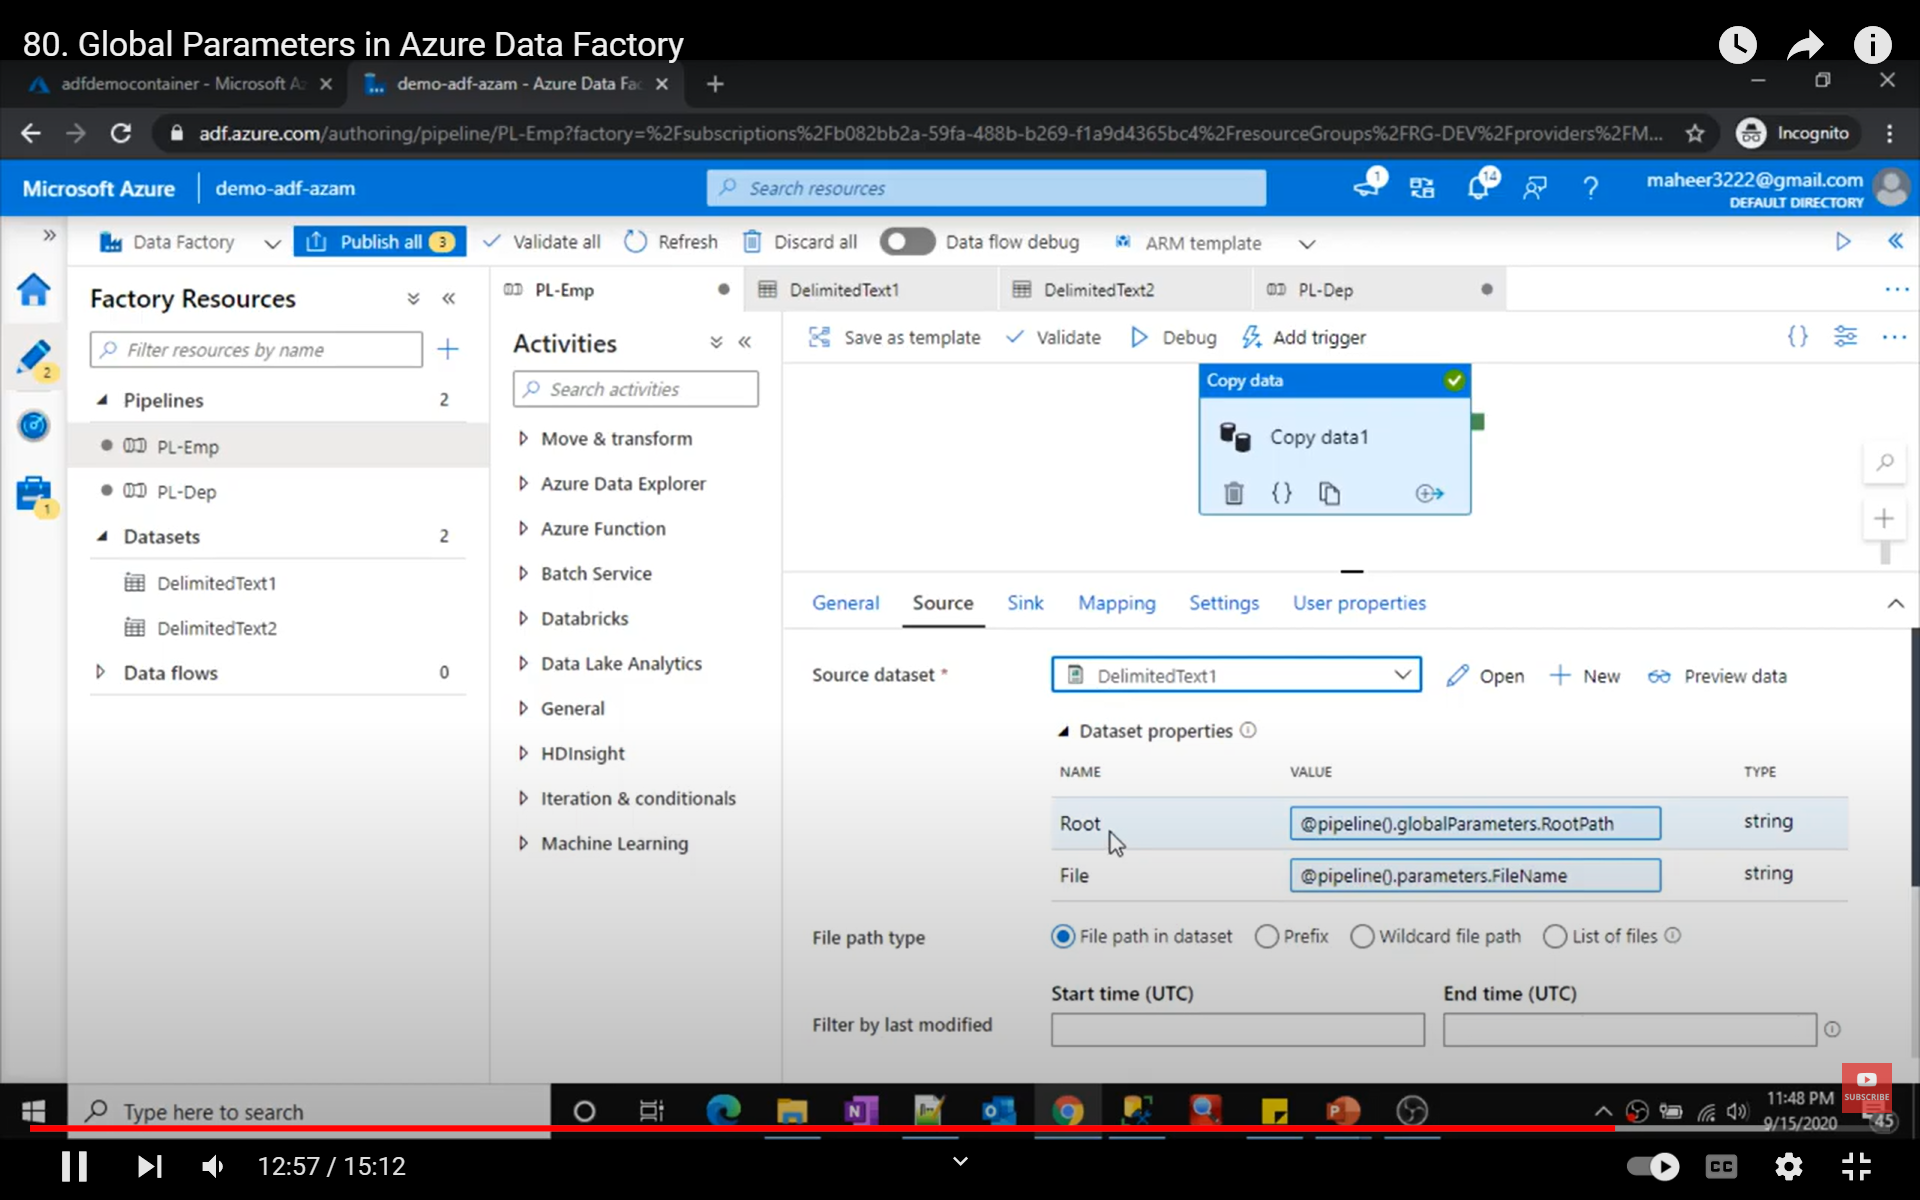 80. Global Parameters in Azure Data Factory
adfdemocontainer - Microsoft Az
demo-adf-azam - Azure Data Fac
adf.azure.com/authoring/pipeline/PL-Emp?factory=%2Fsubscriptions%2Fb082bb2a-59fa-488b-b269-f1a9d4365bc4%2FresourceGroups%2FRG-DEV%2Fproviders%2FM...
Incognito
Microsoft Azure
demo-adf-azam
Search resources
1
14
maheer3222@gmail.com
DEFAULT DIRECTORY
Data Factory
Publish all 3
Validate all
Refresh
Discard all
Data flow debug
ARM template
Factory Resources
PL-Emp
DelimitedText1
DelimitedText2
PL-Dep
Filter resources by name
Activities
Save as template
Validate
Debug
Add trigger
2
1
Search activities
Pipelines 2
PL-Emp
PL-Dep
Datasets 2
DelimitedText1
DelimitedText2
Data flows 0
Move & transform
Azure Data Explorer
Azure Function
Batch Service
Databricks
Data Lake Analytics
General
HDInsight
Iteration & conditionals
Machine Learning
Copy data
Copy data1
General
Source
Sink
Mapping
Settings
User properties
Source dataset *
DelimitedText1
Open
New
Preview data
Dataset properties
NAME VALUE TYPE
Root @pipeline().globalParameters.RootPath string
File @pipeline().parameters.FileName string
File path type
File path in dataset
Prefix
Wildcard file path
List of files
Start time (UTC)
End time (UTC)
Filter by last modified
SUBSCRIBE
Type here to search
11:48 PM
9/15/2020
45
12:57 / 15:12
CC